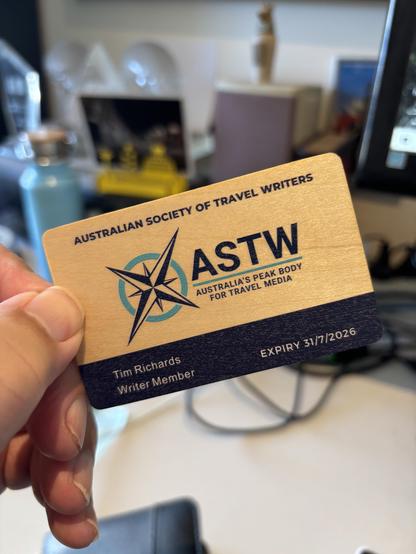 AUSTRALIAN SOCIETY OF TRAVEL WRITERS
ASTW
AUSTRALIA'S PEAK BODY
FOR TRAVEL MEDIA
Tim Richards
Writer Member
EXPIRY 31/7/2026